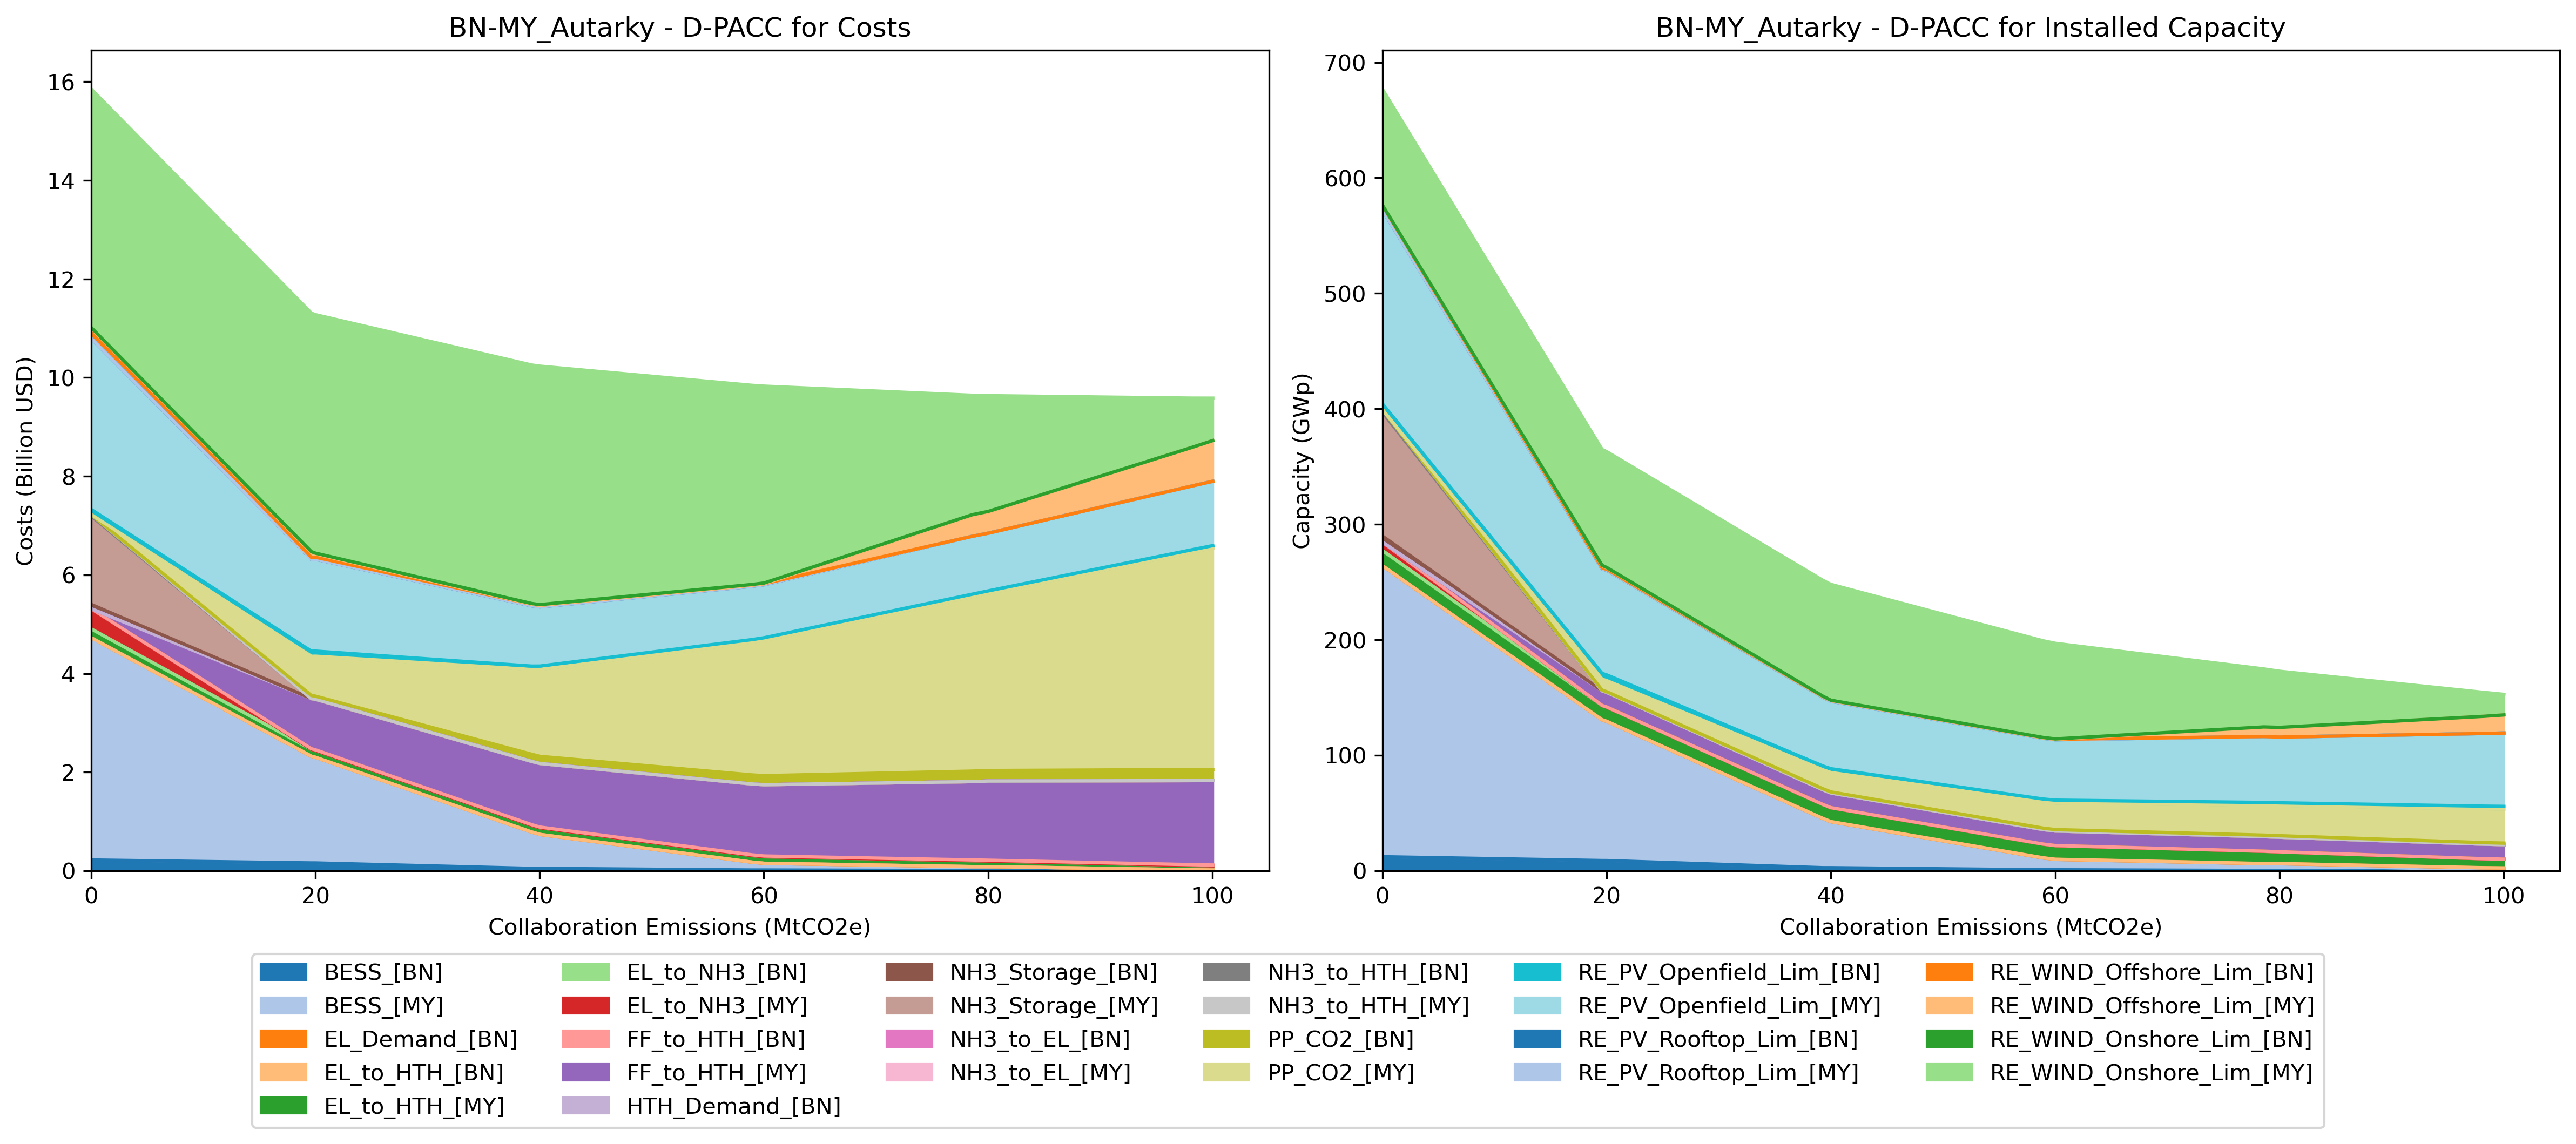 BN-MY_Autarky - D-PACC for Costs
16
14
12
10
8
6
4
2
0
Costs (Billion USD)
0 20 40 60 80 100
Collaboration Emissions (MtCO2e)
BN-MY_Autarky - D-PACC for Installed Capacity
700
600
500
400
300
200
100
0
Capacity (GWp)
0 20 40 60 80 100
Collaboration Emissions (MtCO2e)
BESS_[BN]
BESS_[MY]
EL_Demand_[BN]
EL_to_HTH_[BN]
EL_to_HTH_[MY]
EL_to_NH3_[BN]
EL_to_NH3_[MY]
FF_to_HTH_[BN]
FF_to_HTH_[MY]
HTH_Demand_[BN]
NH3_Storage_[BN]
NH3_Storage_[MY]
NH3_to_EL_[BN]
NH3_to_EL_[MY]
NH3_to_HTH_[BN]
NH3_to_HTH_[MY]
PP_CO2_[BN]
PP_CO2_[MY]
RE_PV_Openfield_Lim_[BN]
RE_PV_Openfield_Lim_[MY]
RE_PV_Rooftop_Lim_[BN]
RE_PV_Rooftop_Lim_[MY]
RE_WIND_Offshore_Lim_[BN]
RE_WIND_Offshore_Lim_[MY]
RE_WIND_Onshore_Lim_[BN]
RE_WIND_Onshore_Lim_[MY]